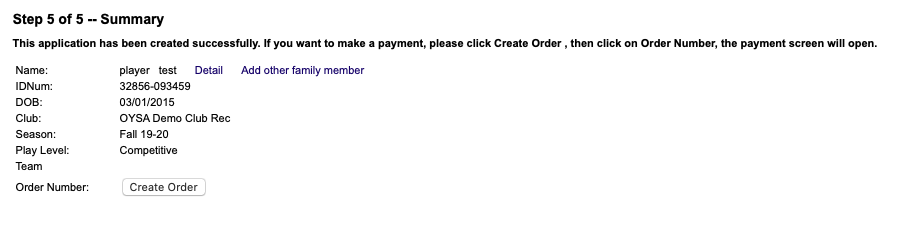 Step 5 of 5 -- Summary
This application has been created successfully. If you want to make a payment, please click Create Order , then click on Order Number, the payment screen will open.
Name: player test Detail Add other family member
IDNum: 32856-093459
DOB: 03/01/2015
Club: OYSA Demo Club Rec
Season: Fall 19-20
Play Level: Competitive
Team
Order Number: Create Order